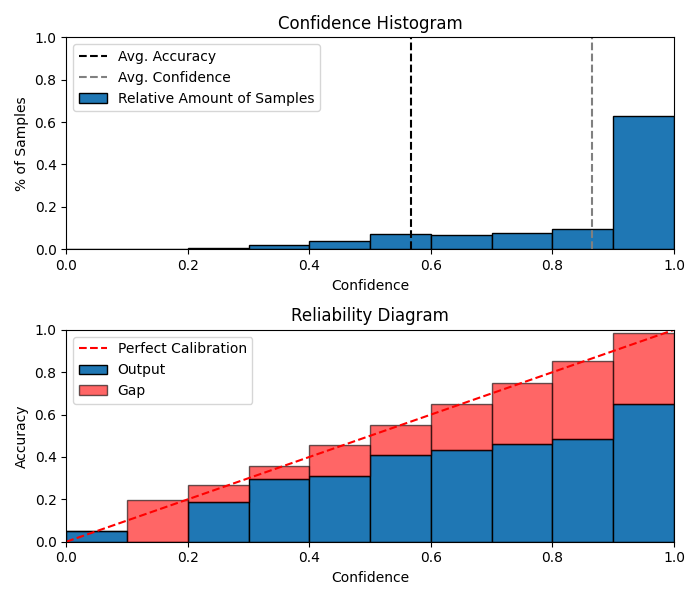 Confidence Histogram
1.0
0.8
0.6
0.4
0.2
0.0
% of Samples
Avg. Accuracy
Avg. Confidence
Relative Amount of Samples
0.0 0.2 0.4 0.6 0.8 1.0
Confidence
Reliability Diagram
1.0
0.8
0.6
0.4
0.2
0.0
Accuracy
Perfect Calibration
Output
Gap
0.0 0.2 0.4 0.6 0.8 1.0
Confidence